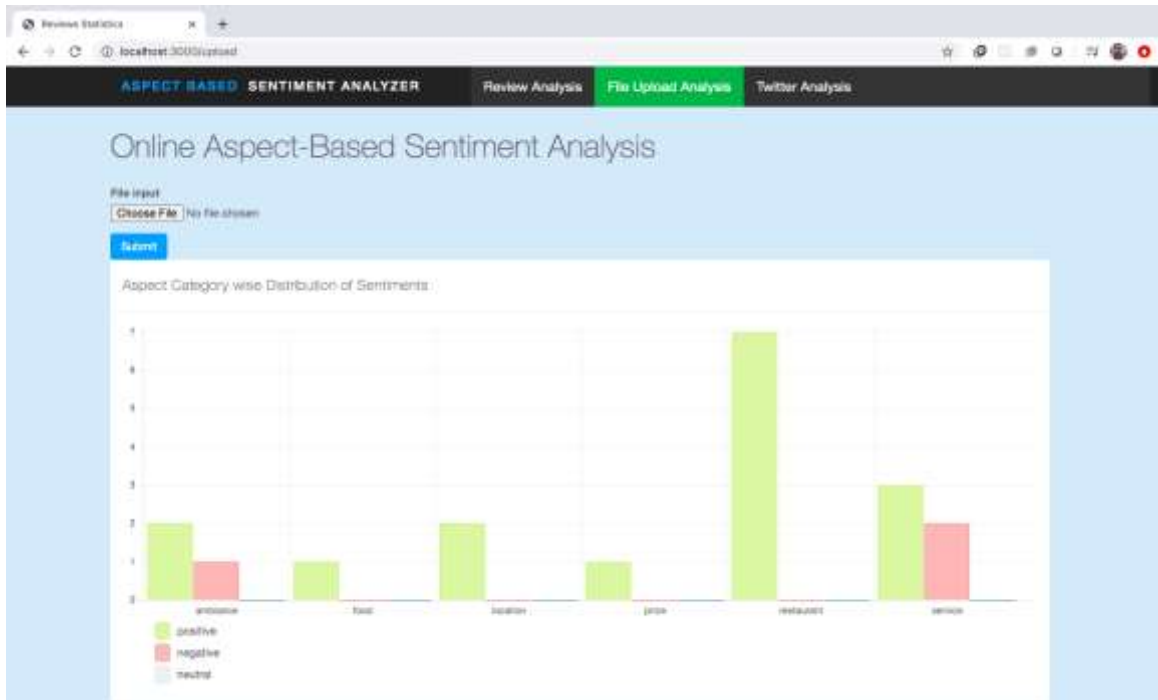 Reviews Statistics
localhost:3000/upload
ASPECT BASED SENTIMENT ANALYZER
Review Analysis
File Upload Analysis
Twitter Analysis
Online Aspect-Based Sentiment Analysis
File input
Choose File No file chosen
Submit
Aspect Category wise Distribution of Sentiments
7
6
5
4
3
2
1
0
ambiance food location price restaurant service
positive
negative
neutral